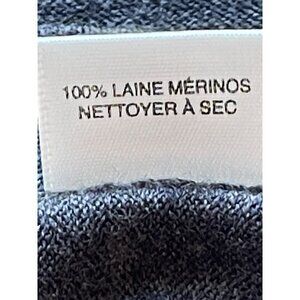 100% LAINE MÉRINOS
NETTOYER À SEC